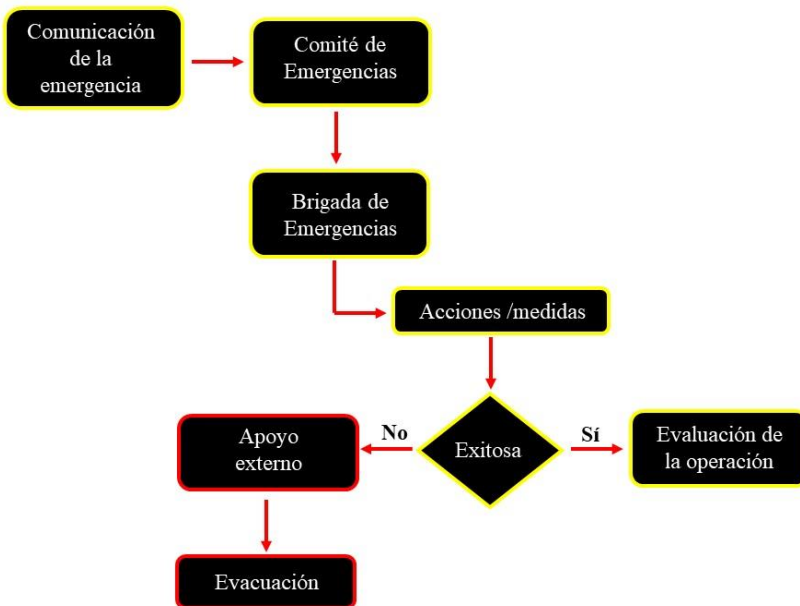 Comunicación
de la
emergencia
Comité de
Emergencias
Brigada de
Emergencias
Acciones /medidas
Exitosa
No
Sí
Apoyo
externo
Evaluación de
la operación
Evacuación